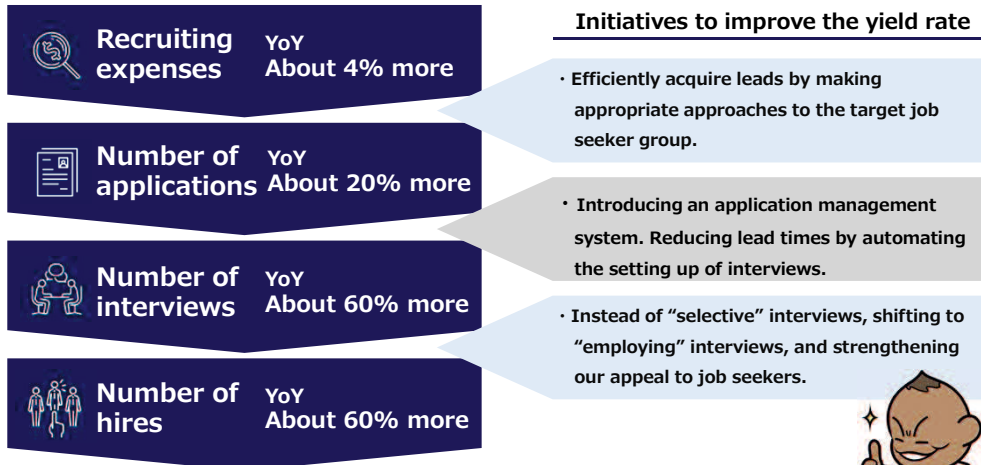 Initiatives to improve the yield rate
Recruiting
expenses
YoY
About 4% more
・Efficiently acquire leads by making
appropriate approaches to the target job
seeker group.
Number of
applications
YoY
About 20% more
・Introducing an application management
system. Reducing lead times by automating
the setting up of interviews.
Number of
interviews
YoY
About 60% more
・Instead of “selective” interviews, shifting to
“employing” interviews, and strengthening
our appeal to job seekers.
Number of
hires
YoY
About 60% more